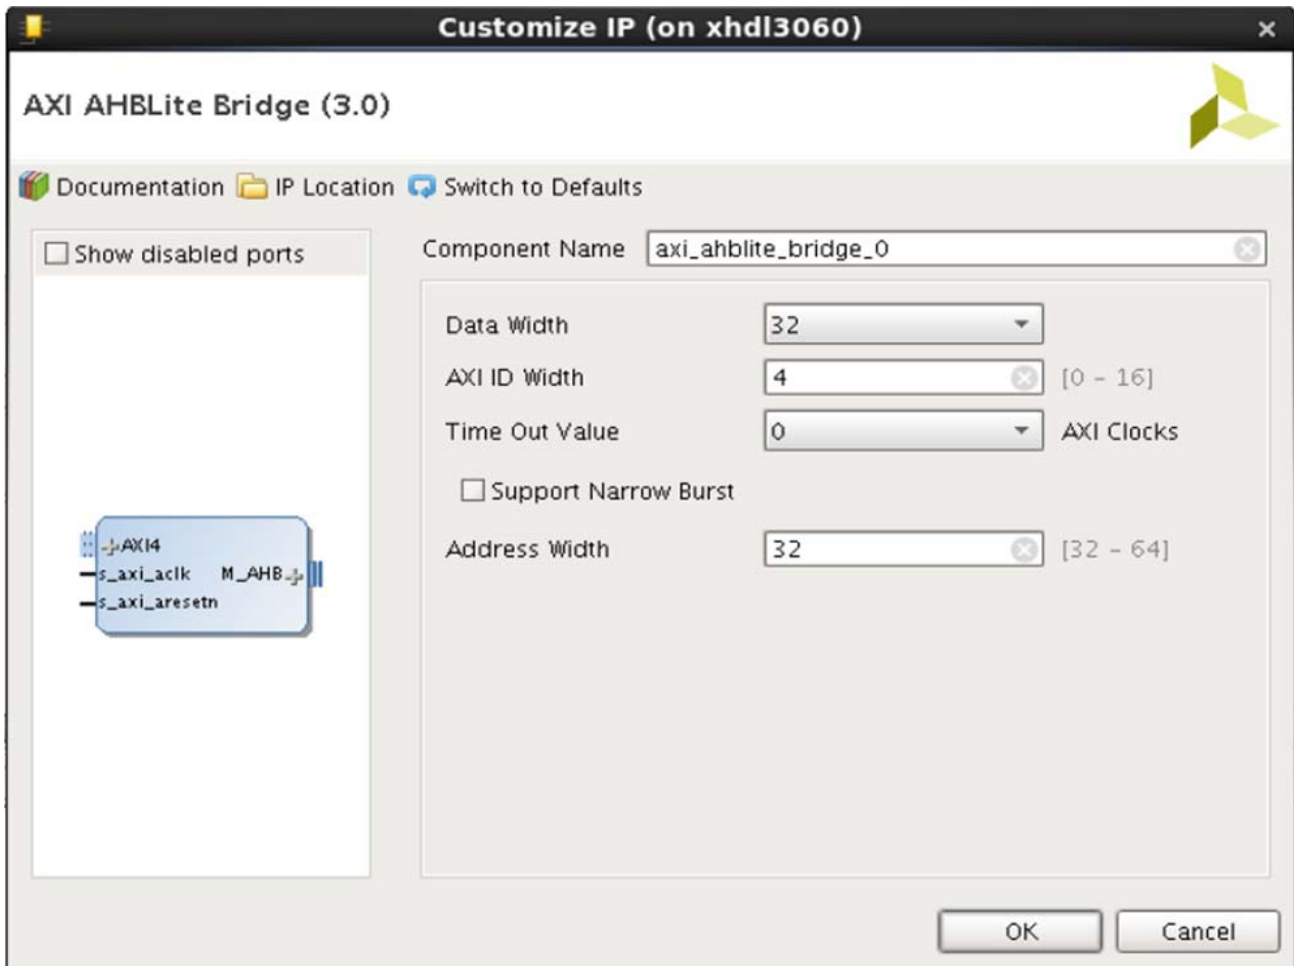 Customize IP (on xhdl3060)
AXI AHBLite Bridge (3.0)
Documentation IP Location Switch to Defaults
Show disabled ports
AXI4
s_axi_aclk M_AHB
s_axi_aresetn
Component Name axi_ahblite_bridge_0
Data Width 32
AXI ID Width 4 [0 - 16]
Time Out Value 0 AXI Clocks
Support Narrow Burst
Address Width 32 [32 - 64]
OK Cancel